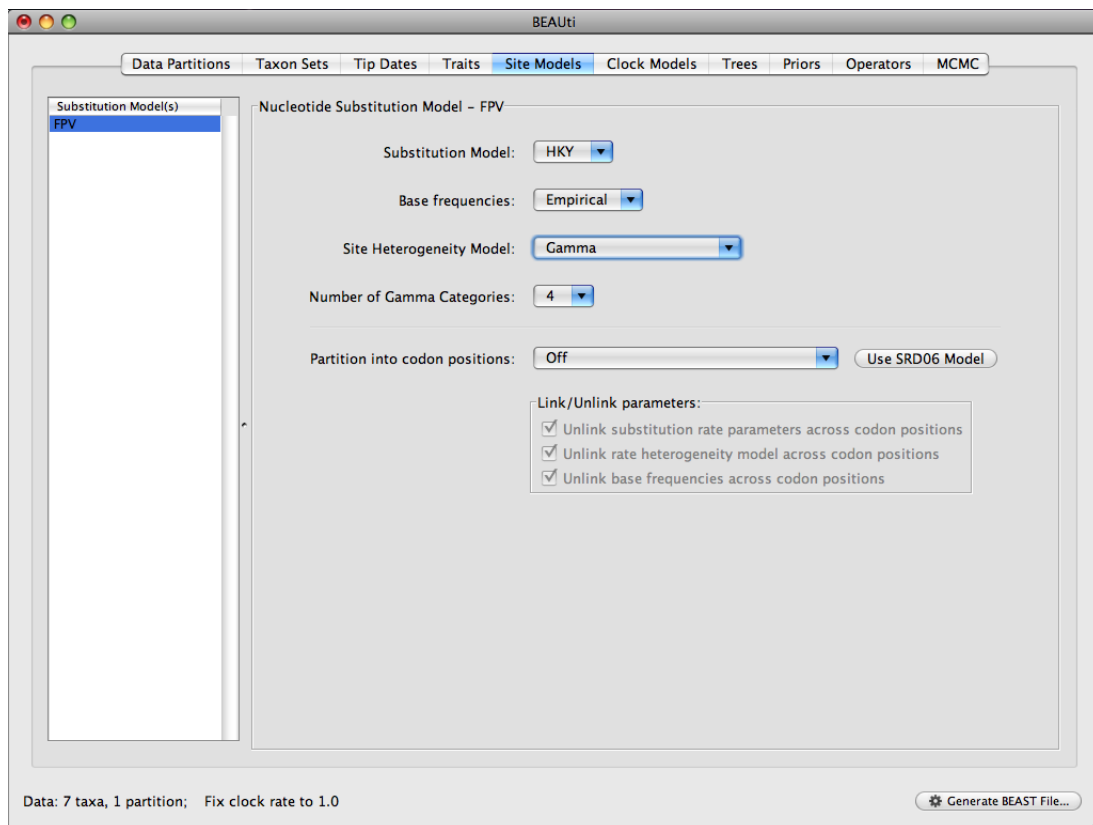 BEAUti
Data Partitions Taxon Sets Tip Dates Traits Site Models Clock Models Trees Priors Operators MCMC
Substitution Model(s)
FPV
Nucleotide Substitution Model – FPV
Substitution Model: HKY
Base frequencies: Empirical
Site Heterogeneity Model: Gamma
Number of Gamma Categories: 4
Partition into codon positions: Off Use SRD06 Model
Link/Unlink parameters:
Unlink substitution rate parameters across codon positions
Unlink rate heterogeneity model across codon positions
Unlink base frequencies across codon positions
Data: 7 taxa, 1 partition; Fix clock rate to 1.0 Generate BEAST File...